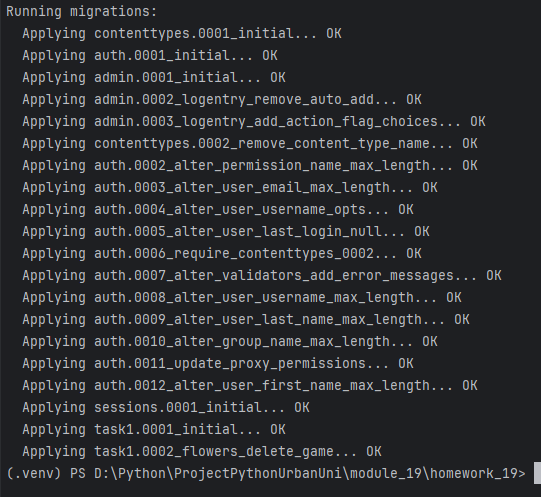 Running migrations:
  Applying contenttypes.0001_initial... OK
  Applying auth.0001_initial... OK
  Applying admin.0001_initial... OK
  Applying admin.0002_logentry_remove_auto_add... OK
  Applying admin.0003_logentry_add_action_flag_choices... OK
  Applying contenttypes.0002_remove_content_type_name... OK
  Applying auth.0002_alter_permission_name_max_length... OK
  Applying auth.0003_alter_user_email_max_length... OK
  Applying auth.0004_alter_user_username_opts... OK
  Applying auth.0005_alter_user_last_login_null... OK
  Applying auth.0006_require_contenttypes_0002... OK
  Applying auth.0007_alter_validators_add_error_messages... OK
  Applying auth.0008_alter_user_username_max_length... OK
  Applying auth.0009_alter_user_last_name_max_length... OK
  Applying auth.0010_alter_group_name_max_length... OK
  Applying auth.0011_update_proxy_permissions... OK
  Applying auth.0012_alter_user_first_name_max_length... OK
  Applying sessions.0001_initial... OK
  Applying task1.0001_initial... OK
  Applying task1.0002_flowers_delete_game... OK
(.venv) PS D:\Python\ProjectPythonUrbanUni\module_19\homework_19>